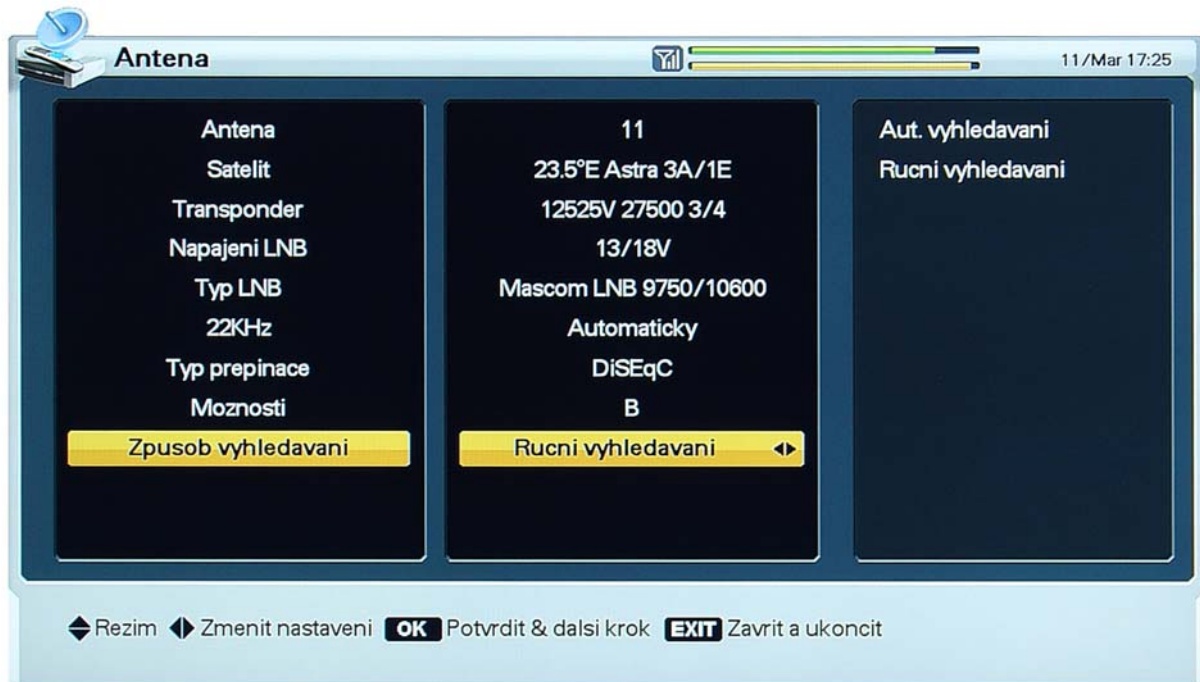 Antena
11/Mar 17:25
Antena 11
Satelit 23.5°E Astra 3A/1E
Transponder 12525V 27500 3/4
Napajeni LNB 13/18V
Typ LNB Mascom LNB 9750/10600
22KHz Automaticky
Typ prepinace DiSEqC
Moznosti B
Zpusob vyhledavani Rucni vyhledavani
Aut. vyhledavani
Rucni vyhledavani
Rezim Zmenit nastaveni OK Potvrdit & dalsi krok EXIT Zavrit a ukoncit